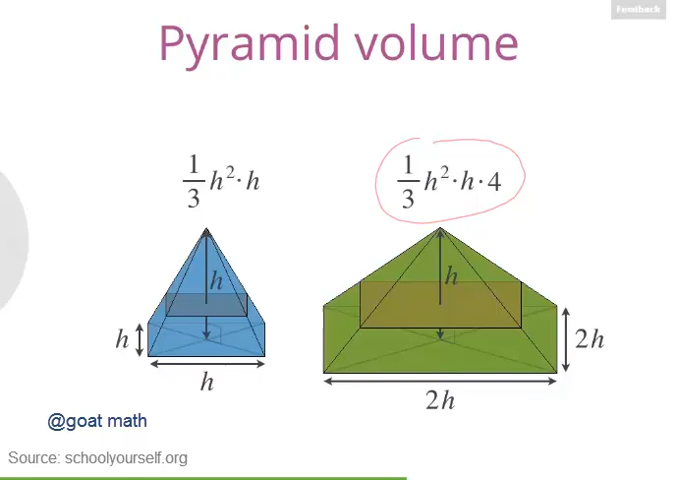 Feedback
Pyramid volume
1/3 h² · h
1/3 h² · h · 4
h
h
h
h
2h
2h
@goat math
Source: schoolyourself.org